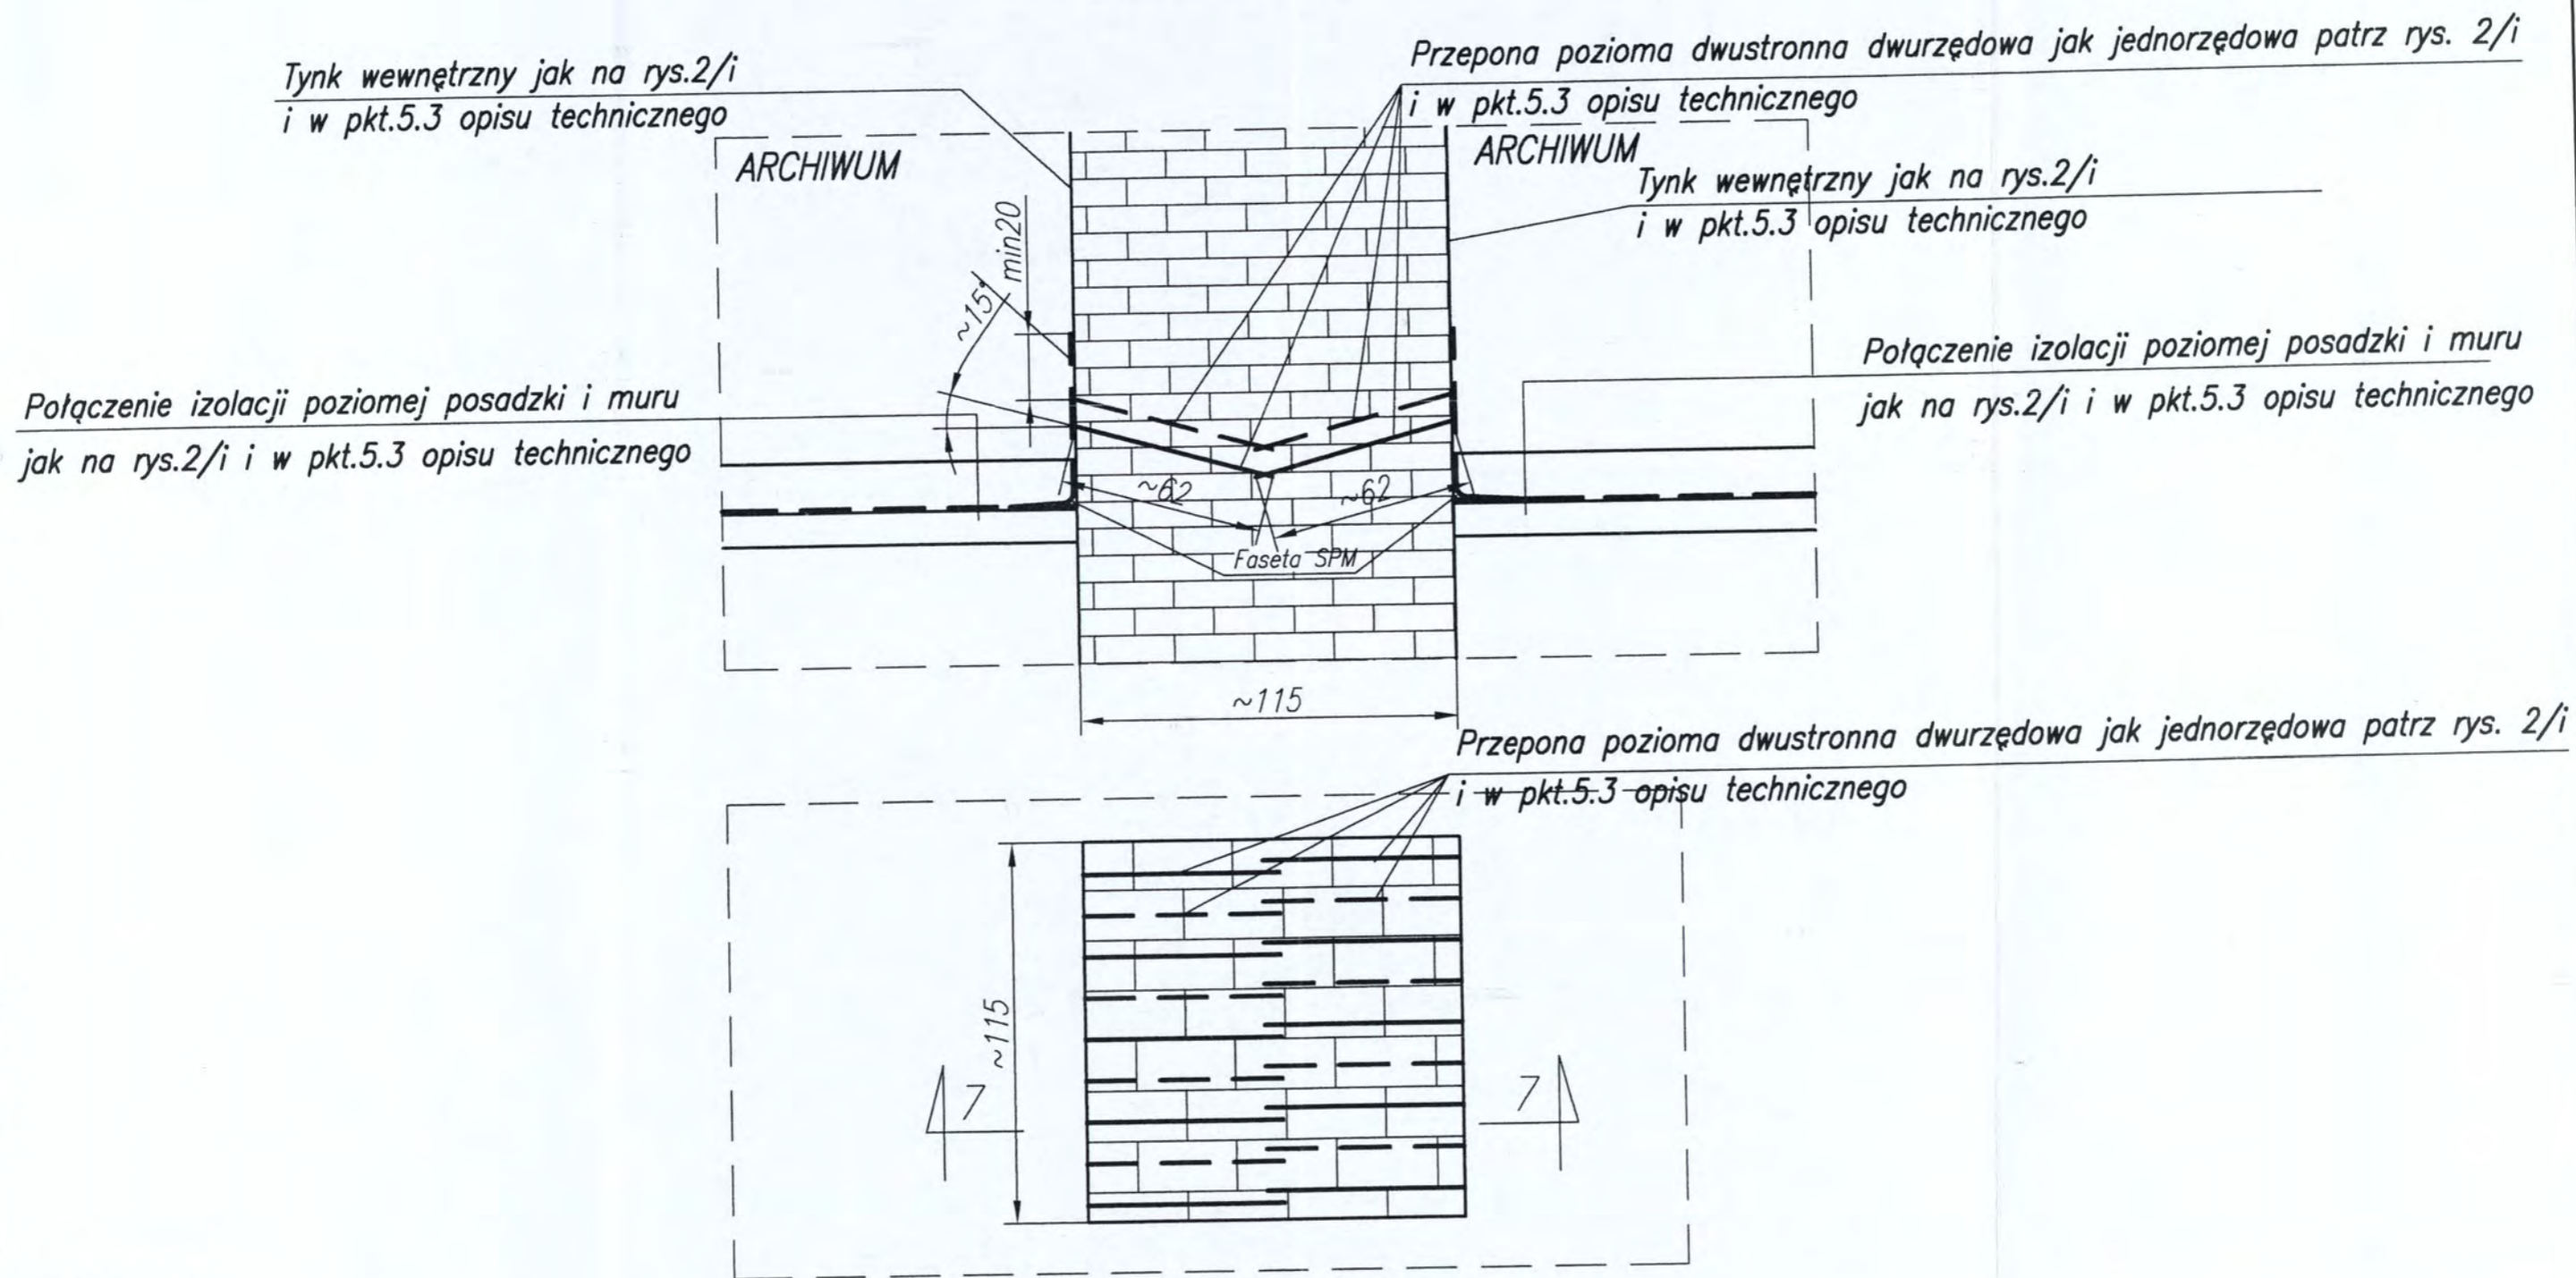 Tynk wewnętrzny jak na rys.2/i
i w pkt.5.3 opisu technicznego
Przepona pozioma dwustronna dwurzędowa jak jednorzędowa patrz rys. 2/i
i w pkt.5.3 opisu technicznego
ARCHIWUM
ARCHIWUM
Tynk wewnętrzny jak na rys.2/i
i w pkt.5.3 opisu technicznego
min20
~15°
Połączenie izolacji poziomej posadzki i muru
jak na rys.2/i i w pkt.5.3 opisu technicznego
Połączenie izolacji poziomej posadzki i muru
jak na rys.2/i i w pkt.5.3 opisu technicznego
~62
~62
Faseta SPM
~115
Przepona pozioma dwustronna dwurzędowa jak jednorzędowa patrz rys. 2/i
i w pkt.5.3 opisu technicznego
~115
7
7